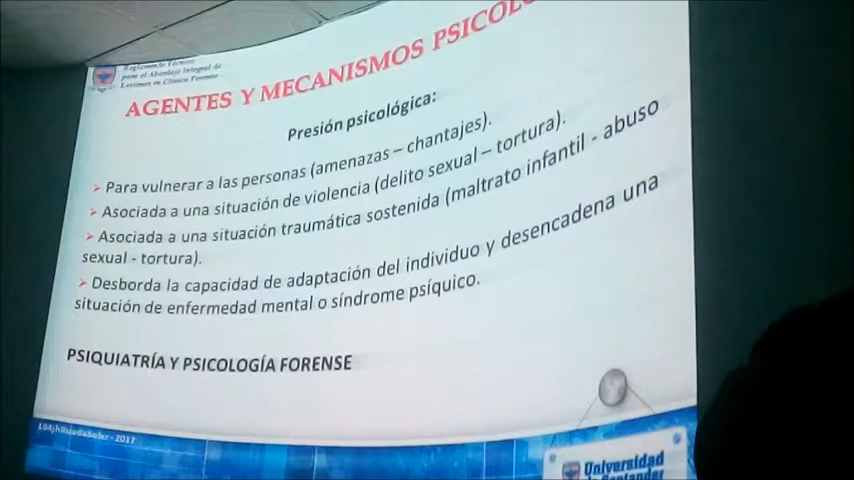 Reglamento Técnico
para el Abordaje Integral de
Lesiones en Clínica Forense
AGENTES Y MECANISMOS
Presión psicológica:
➢ Para vulnerar a las personas (amenazas – chantajes).
➢ Asociada a una situación de violencia (delito sexual – tortura).
➢ Asociada a una situación traumática sostenida (maltrato infantil - abuso
sexual - tortura).
➢ Desborda la capacidad de adaptación del individuo y desencadena una
situación de enfermedad mental o síndrome psíquico.
PSIQUIATRÍA Y PSICOLOGÍA FORENSE
- 2017
Universidad
de Santander